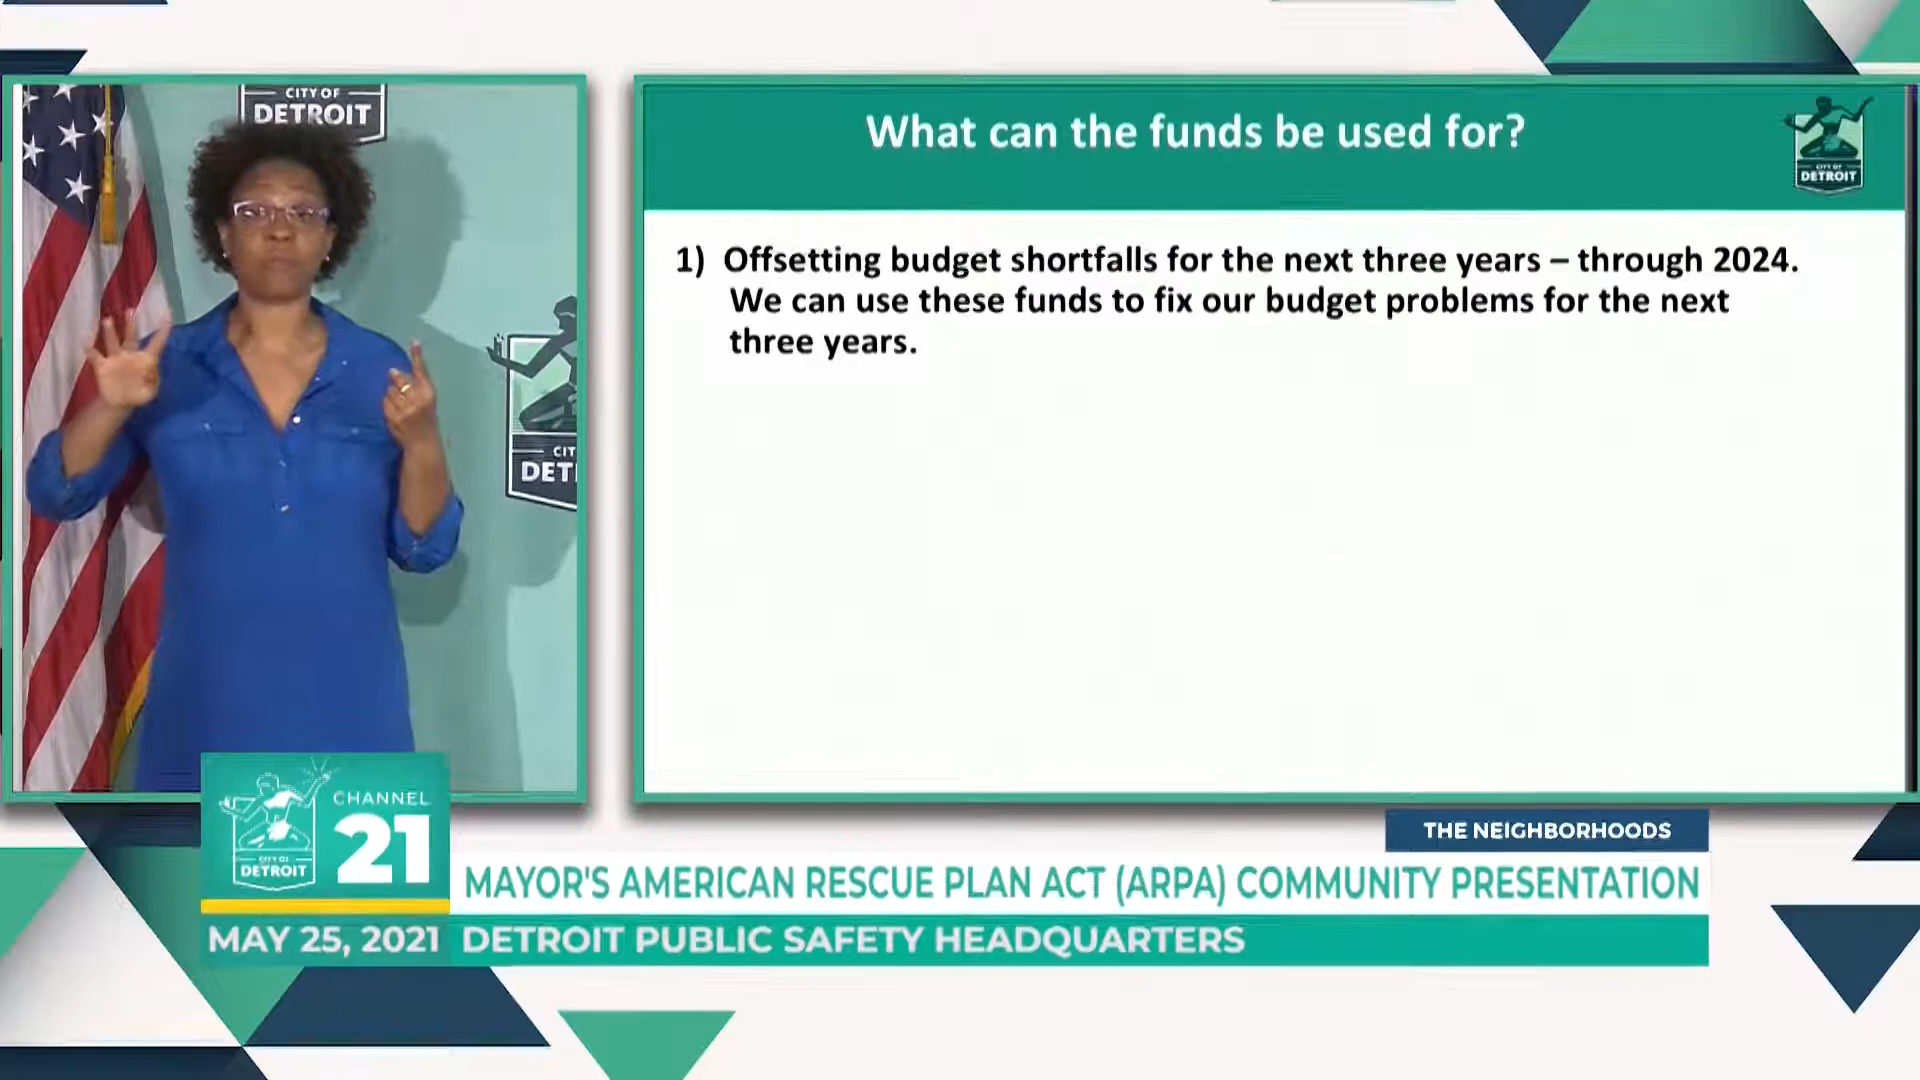 CITY OF
DETROIT
CIT
DET
What can the funds be used for?
CITY OF
DETROIT
1) Offsetting budget shortfalls for the next three years – through 2024.
We can use these funds to fix our budget problems for the next
three years.
THE NEIGHBORHOODS
CHANNEL
21
CITY OF
DETROIT
MAYOR'S AMERICAN RESCUE PLAN ACT (ARPA) COMMUNITY PRESENTATION
MAY 25, 2021 DETROIT PUBLIC SAFETY HEADQUARTERS